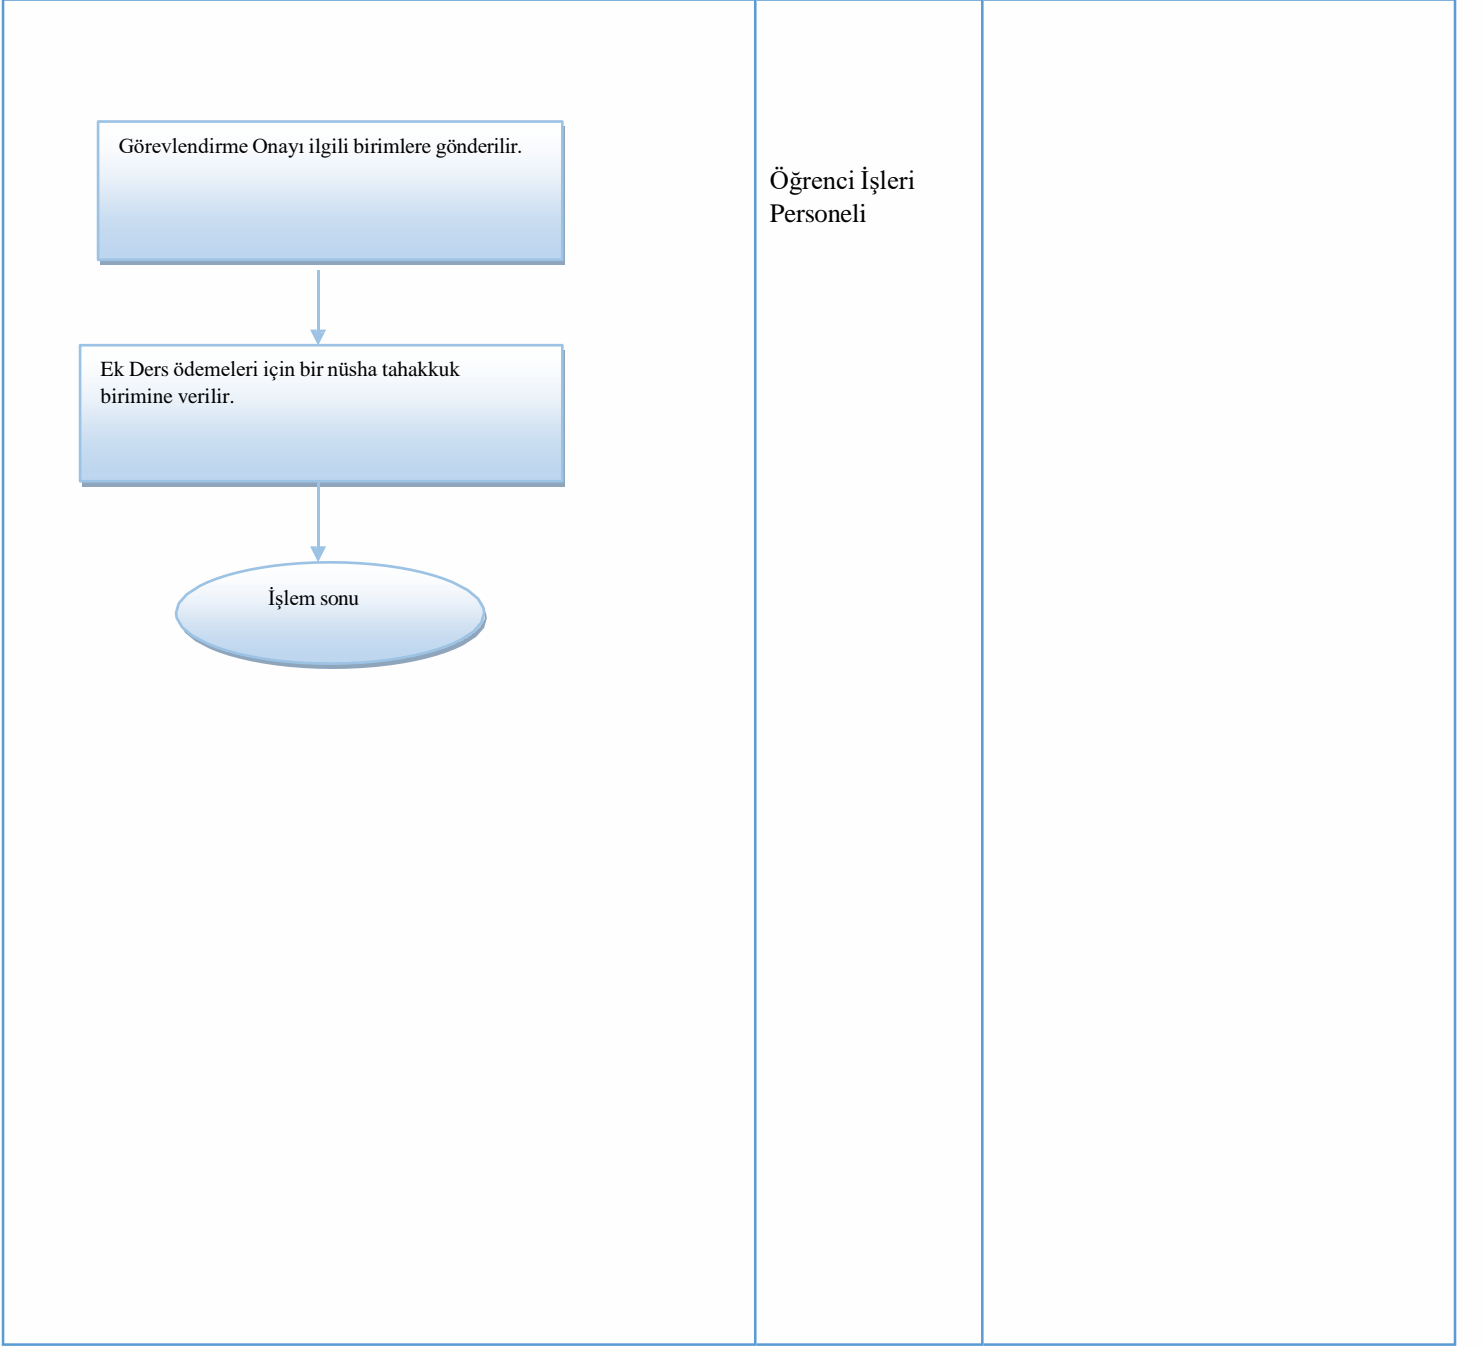 Görevlendirme Onayı ilgili birimlere gönderilir.
Öğrenci İşleri
Personeli
Ek Ders ödemeleri için bir nüsha tahakkuk
birimine verilir.
İşlem sonu